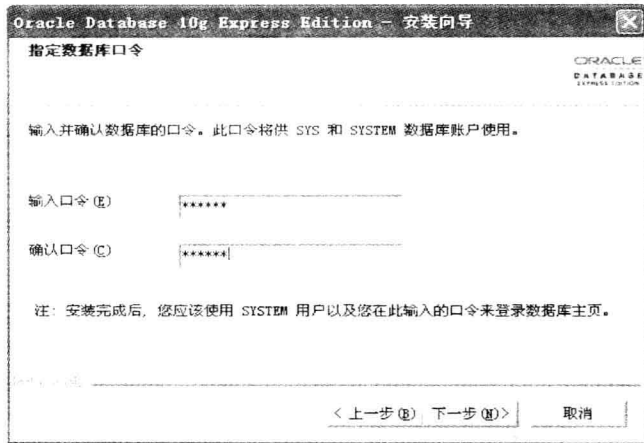 Oracle Database 10g Express Edition - 安装向导
指定数据库口令
ORACLE
DATABASE
EXPRESS EDITION
输入并确认数据库的口令。此口令将供 SYS 和 SYSTEM 数据库账户使用。
输入口令(E)
******
确认口令(C)
******
注: 安装完成后, 您应该使用 SYSTEM 用户以及您在此输入的口令来登录数据库主页。
< 上一步(B) 下一步(N)> 取消